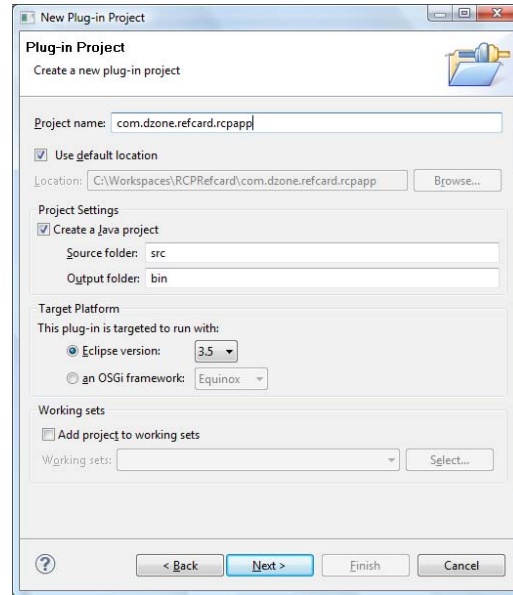 New Plug-in Project
Plug-in Project
Create a new plug-in project
Project name: com.dzone.refcard.rcpapp
Use default location
Location: C:\Workspaces\RCPRefcard\com.dzone.refcard.rcpapp Browse...
Project Settings
Create a Java project
Source folder: src
Output folder: bin
Target Platform
This plug-in is targeted to run with:
Eclipse version: 3.5
an OSGi framework: Equinox
Working sets
Add project to working sets
Working sets: Select...
? < Back Next > Finish Cancel